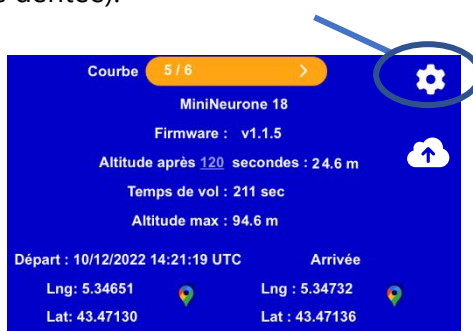 s dentés).
Courbe 5 / 6 >
MiniNeurone 18
Firmware : v1.1.5
Altitude après 120 secondes : 24.6 m
Temps de vol : 211 sec
Altitude max : 94.6 m
Départ : 10/12/2022 14:21:19 UTC Arrivée
Lng: 5.34651 Lng : 5.34732
Lat: 43.47130 Lat : 43.47136